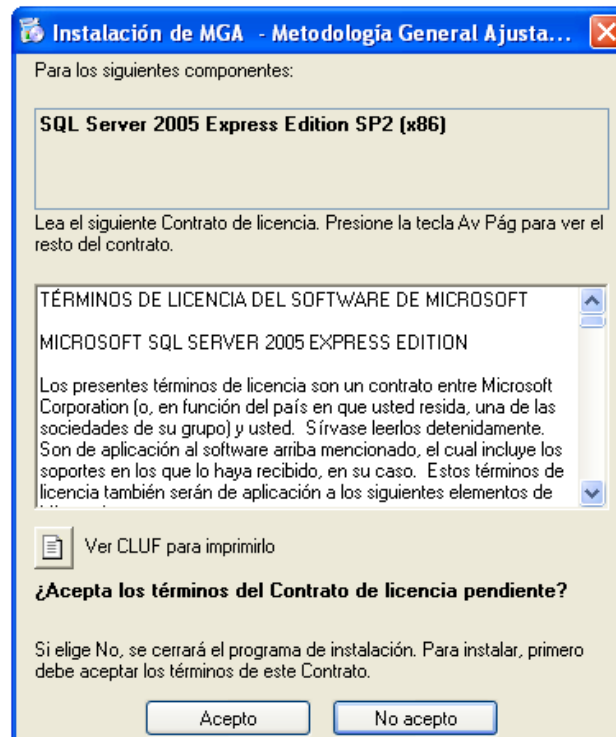 Instalación de MGA - Metodología General Ajusta...
Para los siguientes componentes:
SQL Server 2005 Express Edition SP2 (x86)
Lea el siguiente Contrato de licencia. Presione la tecla Av Pág para ver el
resto del contrato.
TÉRMINOS DE LICENCIA DEL SOFTWARE DE MICROSOFT
MICROSOFT SQL SERVER 2005 EXPRESS EDITION
Los presentes términos de licencia son un contrato entre Microsoft
Corporation (o, en función del país en que usted resida, una de las
sociedades de su grupo) y usted. Sírvase leerlos detenidamente.
Son de aplicación al software arriba mencionado, el cual incluye los
soportes en los que lo haya recibido, en su caso. Estos términos de
licencia también serán de aplicación a los siguientes elementos de
Ver CLUF para imprimirlo
¿Acepta los términos del Contrato de licencia pendiente?
Si elige No, se cerrará el programa de instalación. Para instalar, primero
debe aceptar los términos de este Contrato.
Acepto
No acepto